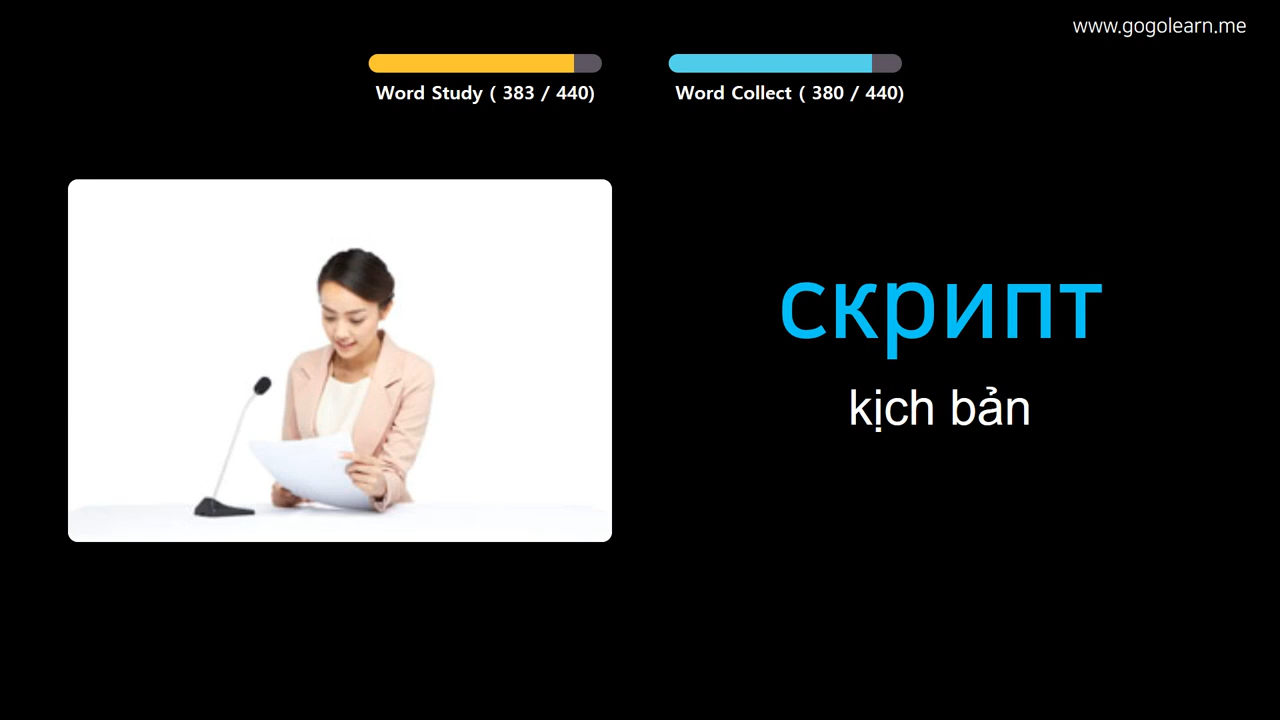 www.gogolearn.me
Word Study ( 383 / 440)
Word Collect ( 380 / 440)
скрипт
kịch bản